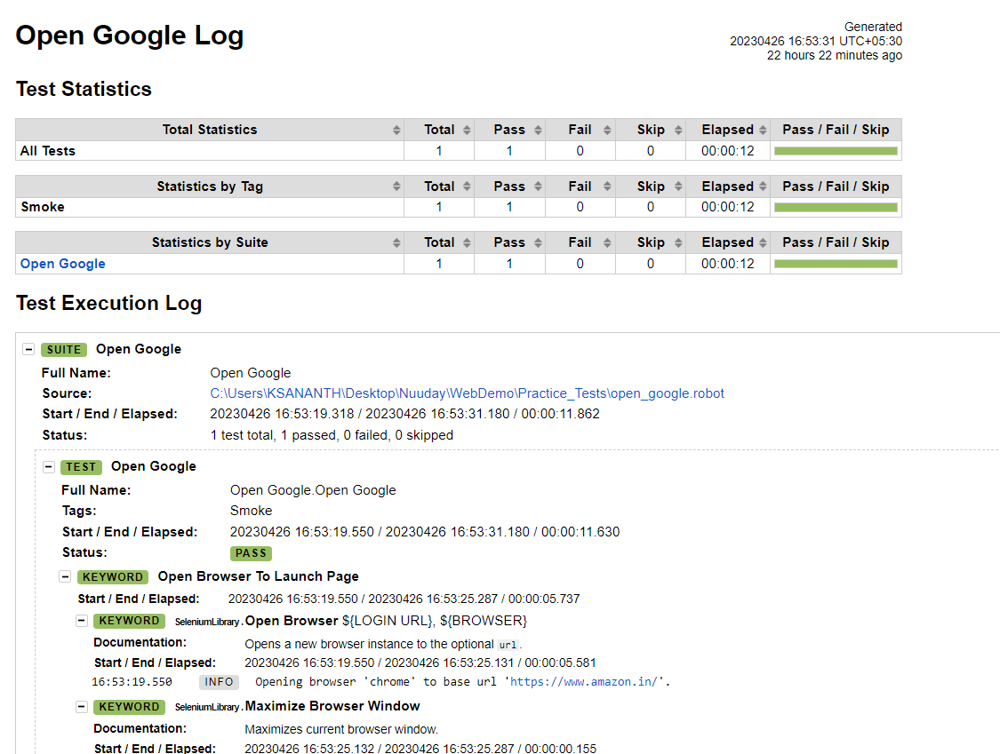 Open Google Log
Generated
20230426 16:53:31 UTC+05:30
22 hours 22 minutes ago
Test Statistics
Total Statistics Total Pass Fail Skip Elapsed Pass / Fail / Skip
All Tests 1 1 0 0 00:00:12
Statistics by Tag Total Pass Fail Skip Elapsed Pass / Fail / Skip
Smoke 1 1 0 0 00:00:12
Statistics by Suite Total Pass Fail Skip Elapsed Pass / Fail / Skip
Open Google 1 1 0 0 00:00:12
Test Execution Log
SUITE Open Google
Full Name: Open Google
Source: C:\Users\KSANANTH\Desktop\Nuuday\WebDemo\Practice_Tests\open_google.robot
Start / End / Elapsed: 20230426 16:53:19.318 / 20230426 16:53:31.180 / 00:00:11.862
Status: 1 test total, 1 passed, 0 failed, 0 skipped
TEST Open Google
Full Name: Open Google.Open Google
Tags: Smoke
Start / End / Elapsed: 20230426 16:53:19.550 / 20230426 16:53:31.180 / 00:00:11.630
Status: PASS
KEYWORD Open Browser To Launch Page
Start / End / Elapsed: 20230426 16:53:19.550 / 20230426 16:53:25.287 / 00:00:05.737
KEYWORD SeleniumLibrary.Open Browser ${LOGIN URL}, ${BROWSER}
Documentation: Opens a new browser instance to the optional url.
Start / End / Elapsed: 20230426 16:53:19.550 / 20230426 16:53:25.131 / 00:00:05.581
16:53:19.550 INFO Opening browser 'chrome' to base url 'https://www.amazon.in/'.
KEYWORD SeleniumLibrary.Maximize Browser Window
Documentation: Maximizes current browser window.
Start / End / Elapsed: 20230426 16:53:25.132 / 20230426 16:53:25.287 / 00:00:00.155